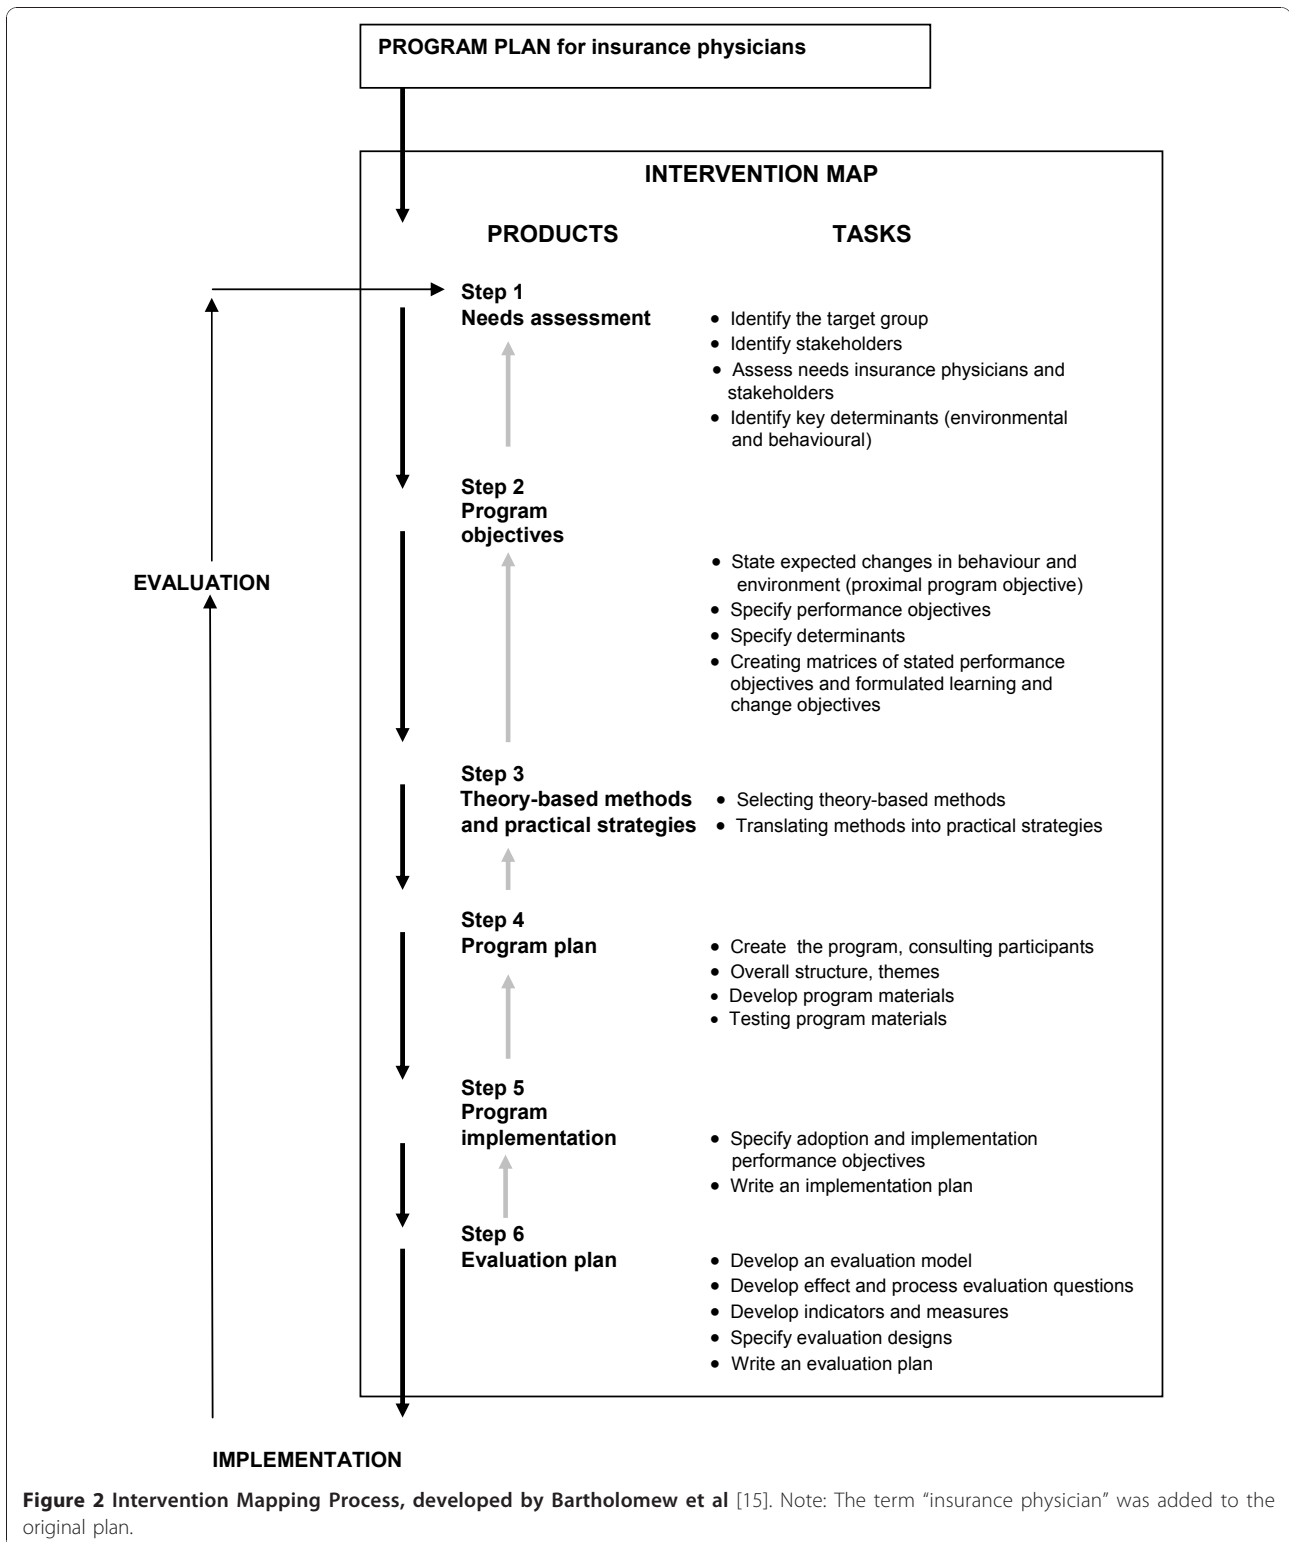 PROGRAM PLAN for insurance physicians
INTERVENTION MAP
PRODUCTS
TASKS
Step 1
Needs assessment
• Identify the target group
• Identify stakeholders
• Assess needs insurance physicians and
stakeholders
• Identify key determinants (environmental
and behavioural)
Step 2
Program
objectives
• State expected changes in behaviour and
environment (proximal program objective)
• Specify performance objectives
• Specify determinants
• Creating matrices of stated performance
objectives and formulated learning and
change objectives
EVALUATION
Step 3
Theory-based methods
and practical strategies
• Selecting theory-based methods
• Translating methods into practical strategies
Step 4
Program plan
• Create the program, consulting participants
• Overall structure, themes
• Develop program materials
• Testing program materials
Step 5
Program
implementation
• Specify adoption and implementation
performance objectives
• Write an implementation plan
Step 6
Evaluation plan
• Develop an evaluation model
• Develop effect and process evaluation questions
• Develop indicators and measures
• Specify evaluation designs
• Write an evaluation plan
IMPLEMENTATION
Figure 2 Intervention Mapping Process, developed by Bartholomew et al [15]. Note: The term “insurance physician” was added to the
original plan.